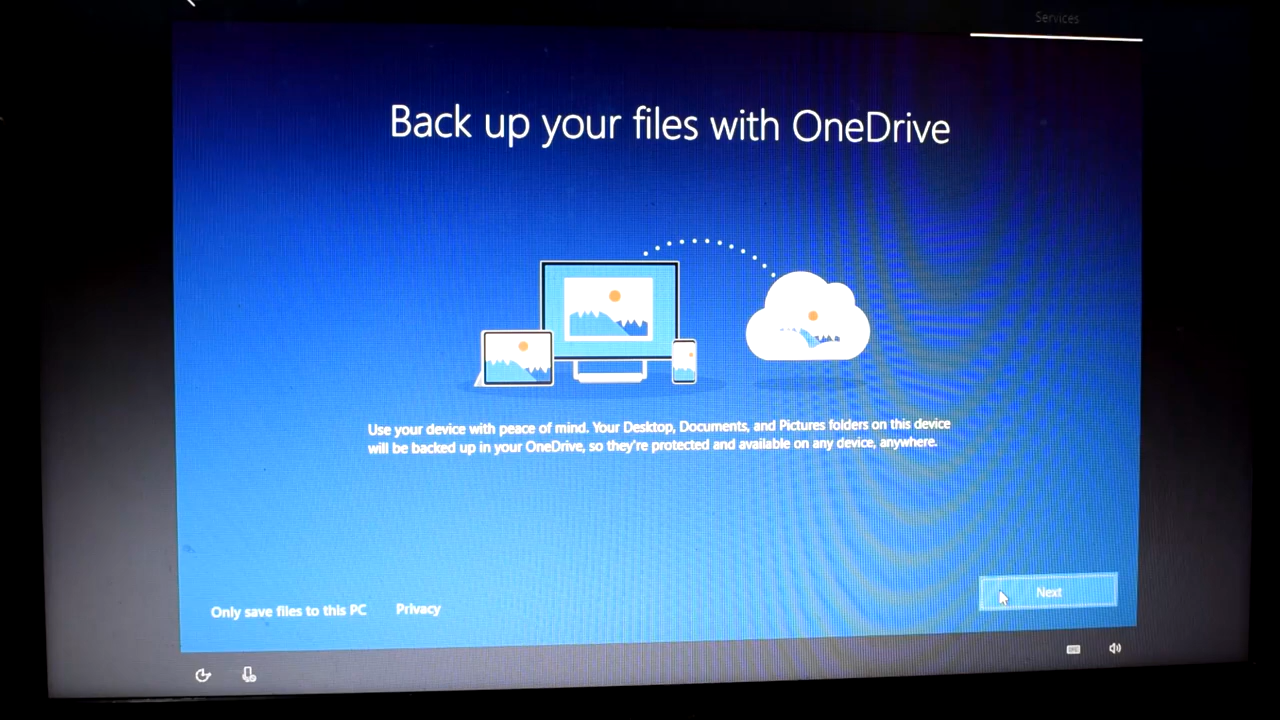 Services
Back up your files with OneDrive
Use your device with peace of mind. Your Desktop, Documents, and Pictures folders on this device
will be backed up in your OneDrive, so they're protected and available on any device, anywhere.
Only save files to this PC
Privacy
Next